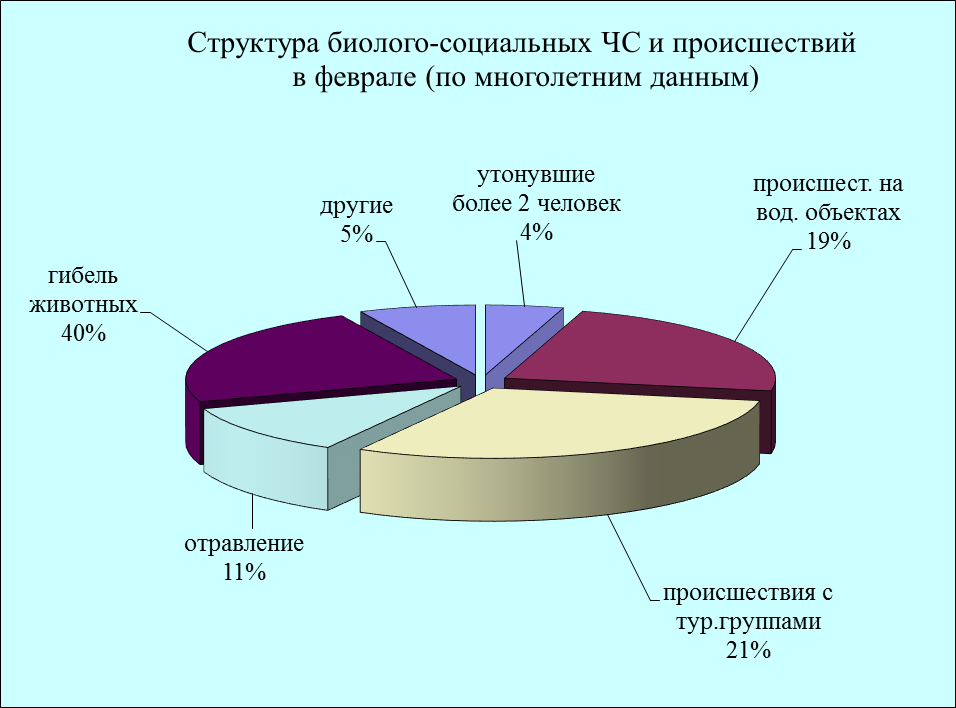 Структура биолого-социальных ЧС и происшествий
в феврале (по многолетним данным)
утонувшие
более 2 человек
4%
происшест. на
вод. объектах
19%
другие
5%
гибель
животных
40%
отравление
11%
происшествия с
тур.группами
21%